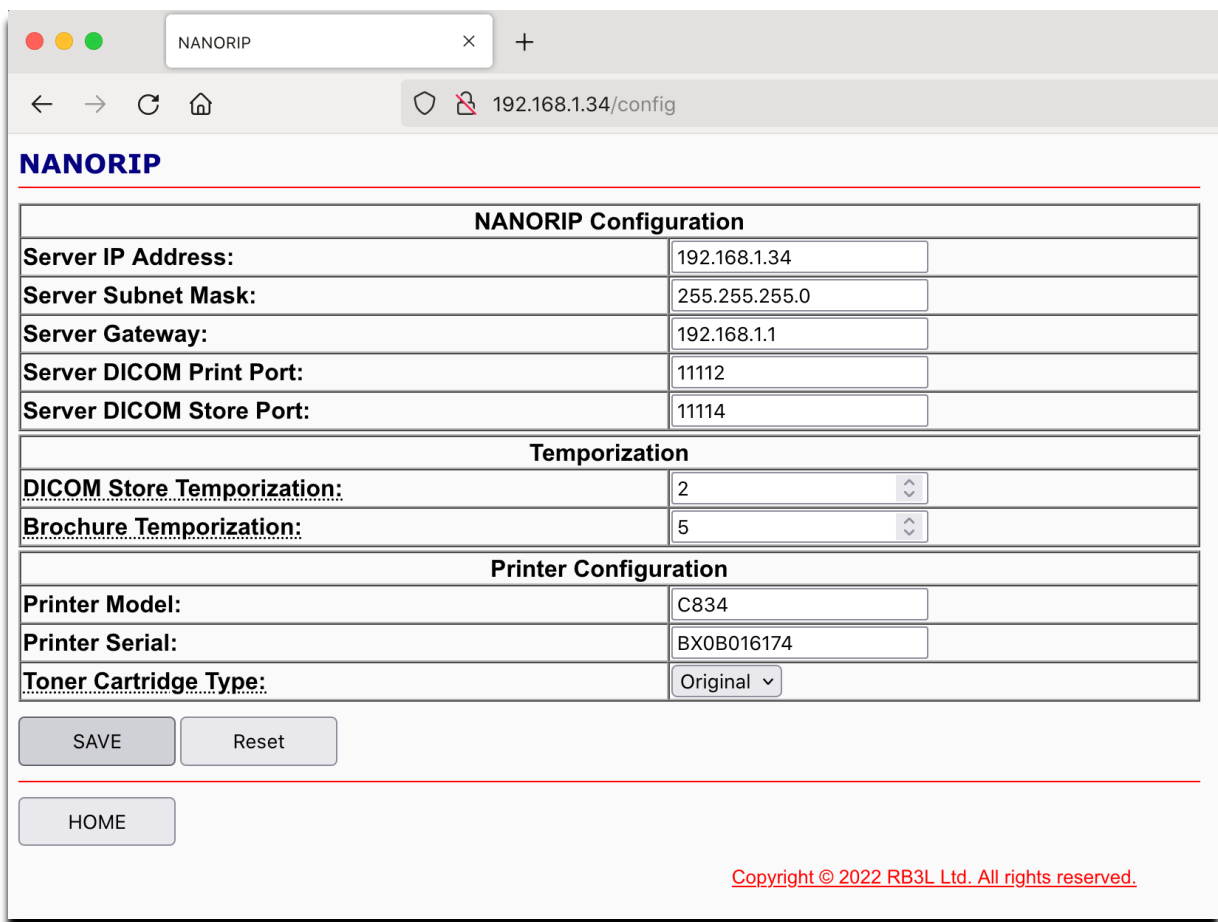 NANORIP
192.168.1.34/config
NANORIP
NANORIP Configuration
Server IP Address: 192.168.1.34
Server Subnet Mask: 255.255.255.0
Server Gateway: 192.168.1.1
Server DICOM Print Port: 11112
Server DICOM Store Port: 11114
Temporization
DICOM Store Temporization: 2
Brochure Temporization: 5
Printer Configuration
Printer Model: C834
Printer Serial: BX0B016174
Toner Cartridge Type: Original
SAVE Reset
HOME
Copyright © 2022 RB3L Ltd. All rights reserved.